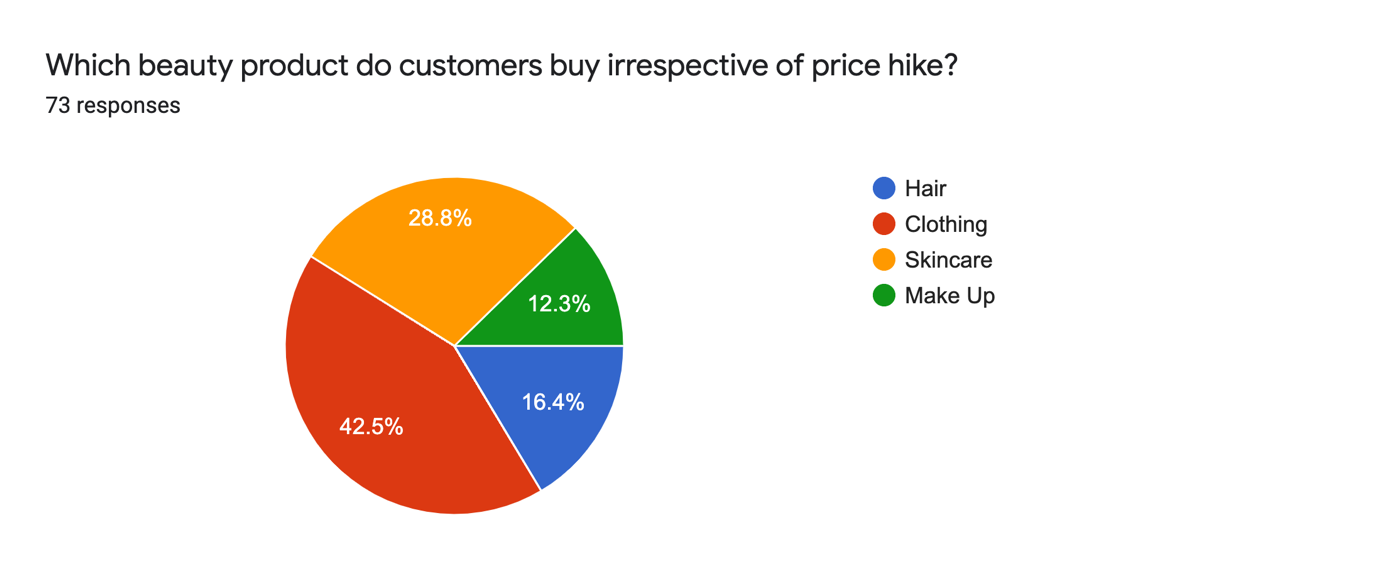 Which beauty product do customers buy irrespective of price hike?
73 responses
28.8%
12.3%
16.4%
42.5%
Hair
Clothing
Skincare
Make Up